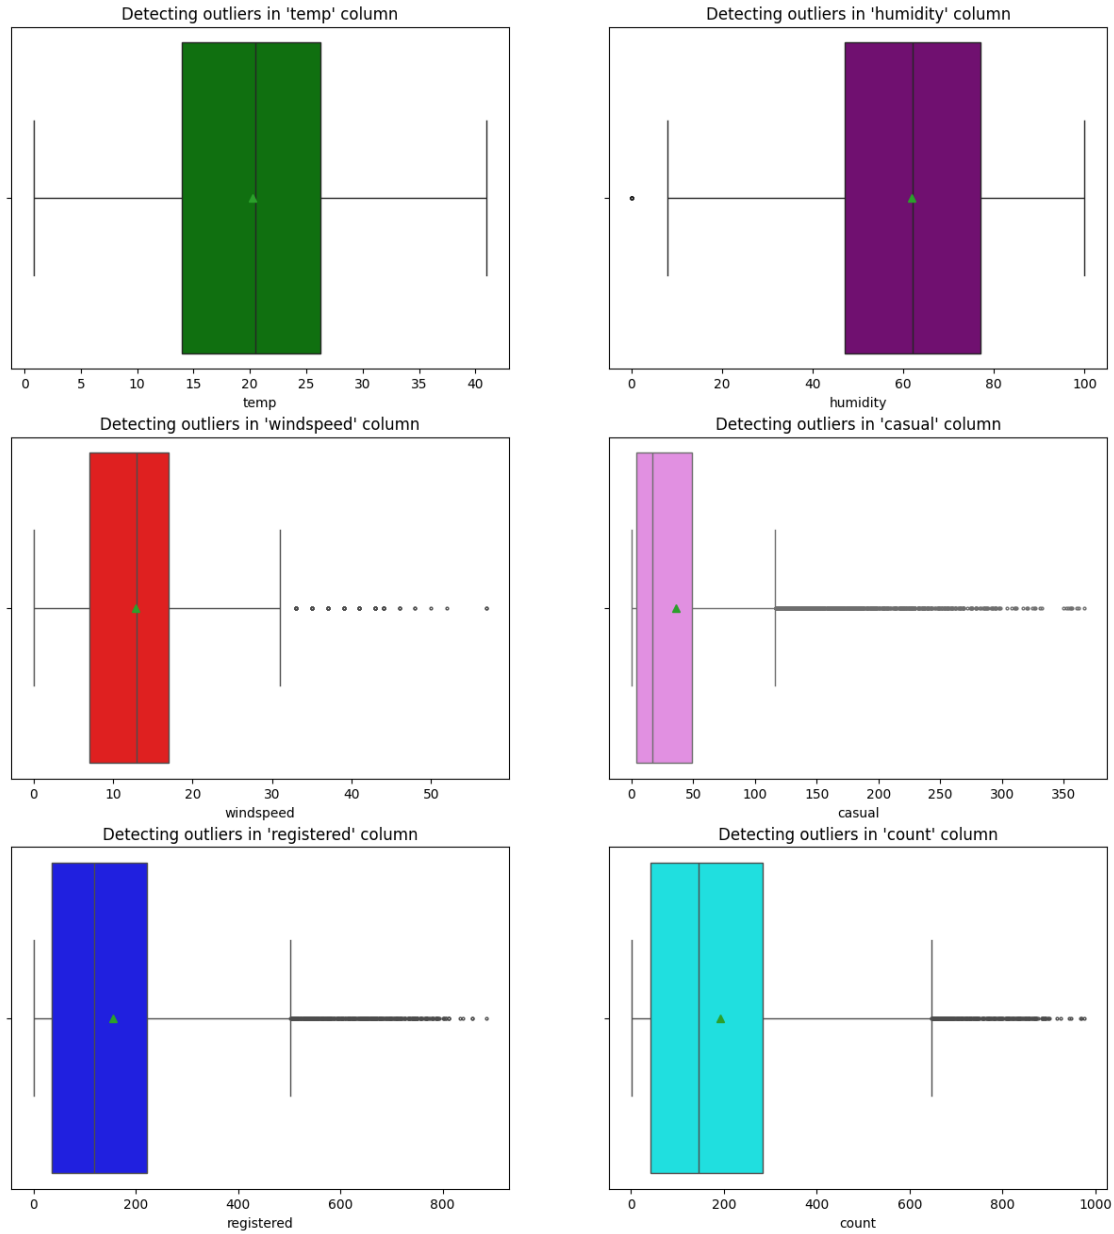 Detecting outliers in 'temp' column
0 5 10 15 20 25 30 35 40
temp
Detecting outliers in 'humidity' column
0 20 40 60 80 100
humidity
Detecting outliers in 'windspeed' column
0 10 20 30 40 50
windspeed
Detecting outliers in 'casual' column
0 50 100 150 200 250 300 350
casual
Detecting outliers in 'registered' column
0 200 400 600 800
registered
Detecting outliers in 'count' column
0 200 400 600 800 1000
count